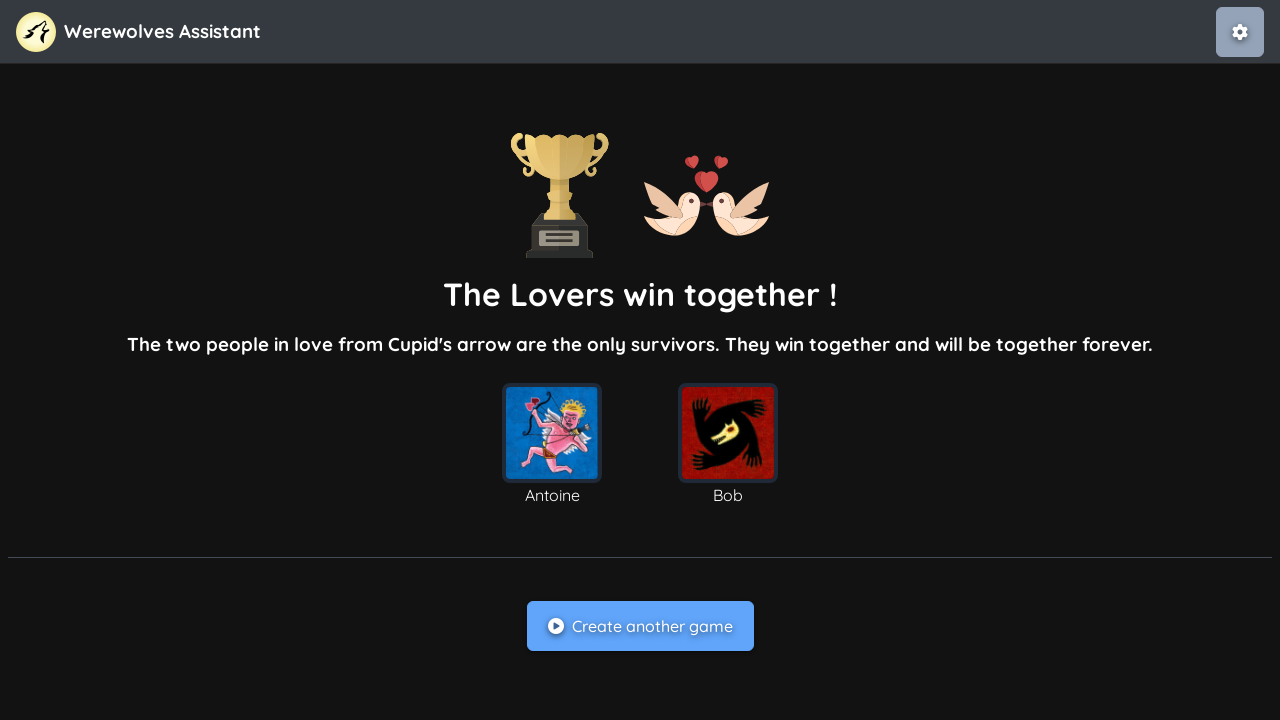 Werewolves Assistant
The Lovers win together !
The two people in love from Cupid's arrow are the only survivors. They win together and will be together forever.
Antoine
Bob
Create another game